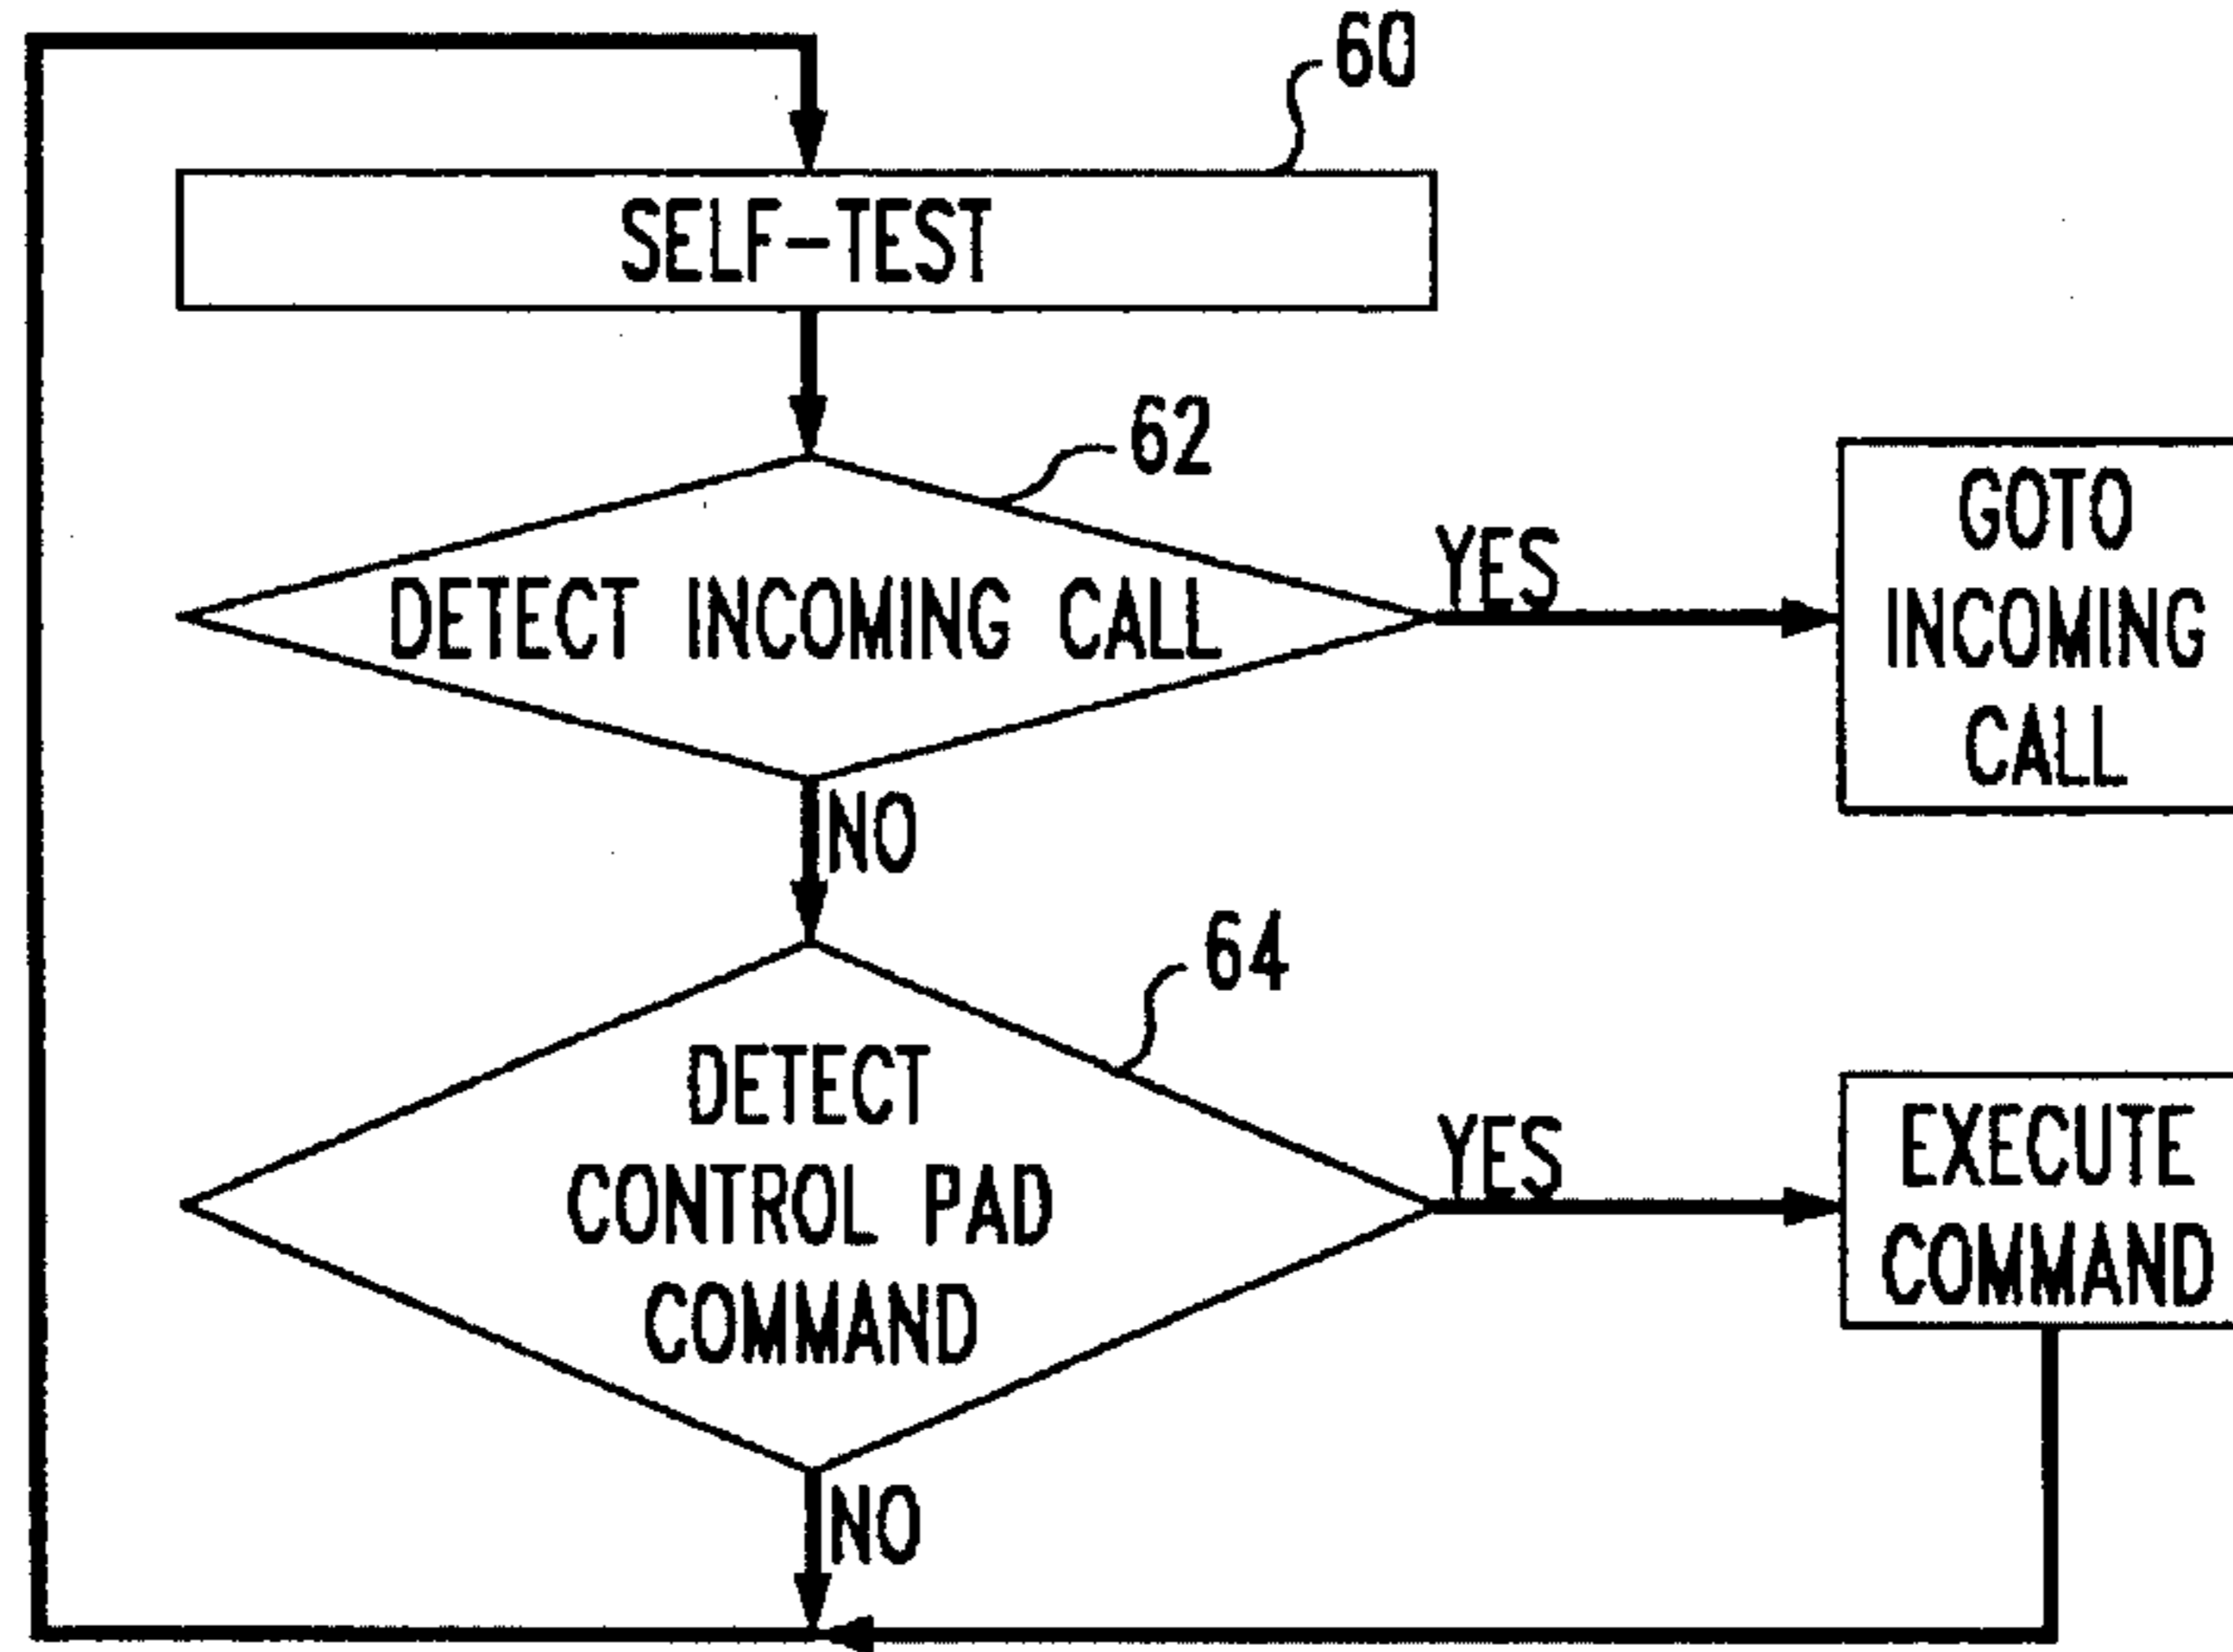 60
SELF-TEST
62
DETECT INCOMING CALL
YES
GOTO
INCOMING
CALL
NO
64
DETECT
CONTROL PAD
COMMAND
YES
EXECUTE
COMMAND
NO